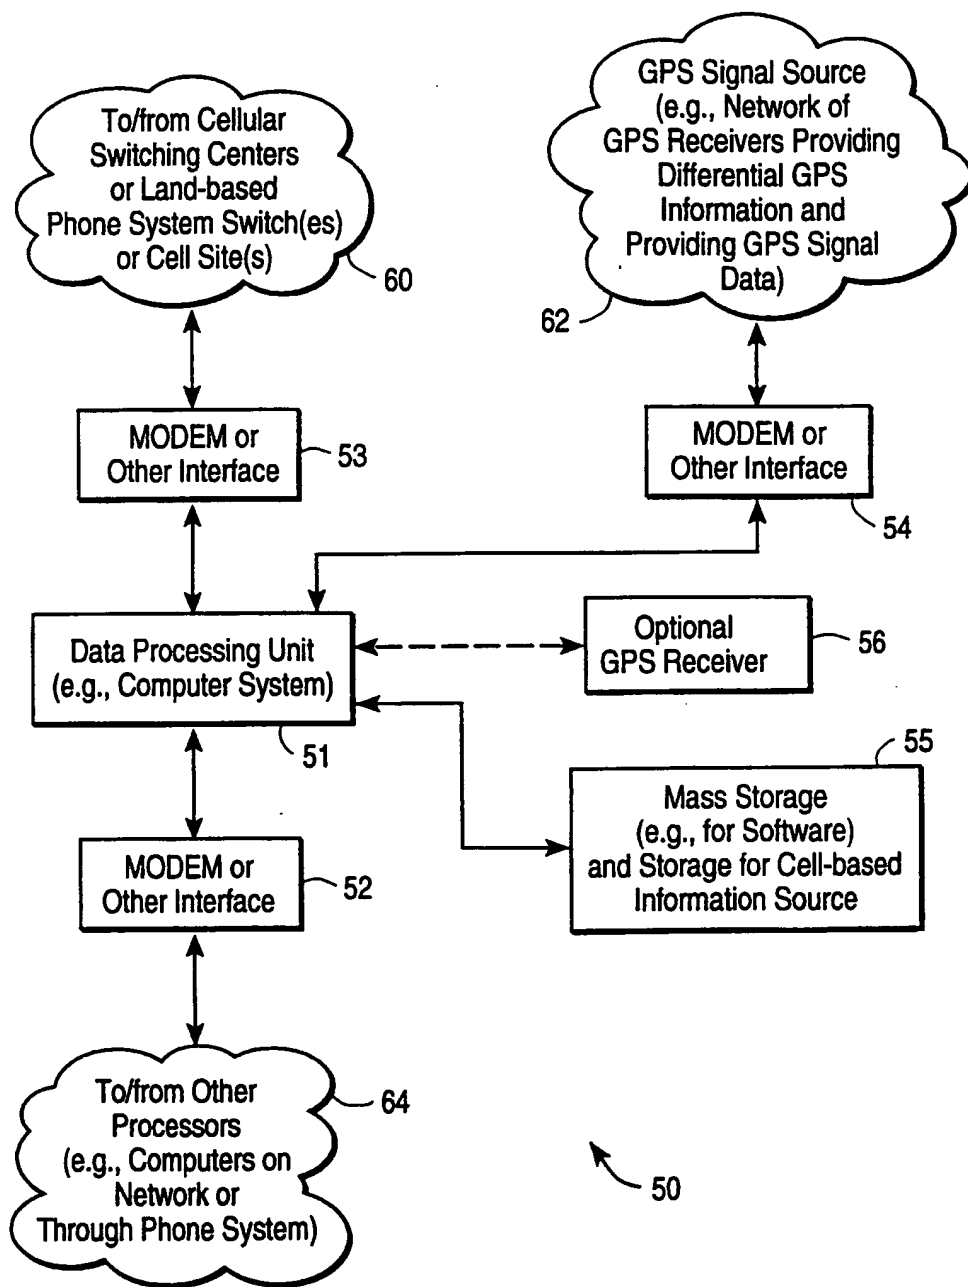 To/from Cellular
Switching Centers
or Land-based
Phone System Switch(es)
or Cell Site(s)
60
GPS Signal Source
(e.g., Network of
GPS Receivers Providing
Differential GPS
Information and
Providing GPS Signal
Data)
62
MODEM or
Other Interface
53
MODEM or
Other Interface
54
Data Processing Unit
(e.g., Computer System)
51
Optional
GPS Receiver
56
55
Mass Storage
(e.g., for Software)
and Storage for Cell-based
Information Source
MODEM or
Other Interface
52
To/from Other
Processors
(e.g., Computers on
Network or
Through Phone System)
64
50